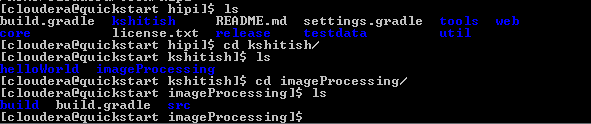 [cloudera@quickstart hipi]$ ls
build.gradle kshitish README.md settings.gradle tools web
core license.txt release testdata util
[cloudera@quickstart hipi]$ cd kshitish/
[cloudera@quickstart kshitish]$ ls
helloWorld imageProcessing
[cloudera@quickstart kshitish]$ cd imageProcessing/
[cloudera@quickstart imageProcessing]$ ls
build build.gradle src
[cloudera@quickstart imageProcessing]$